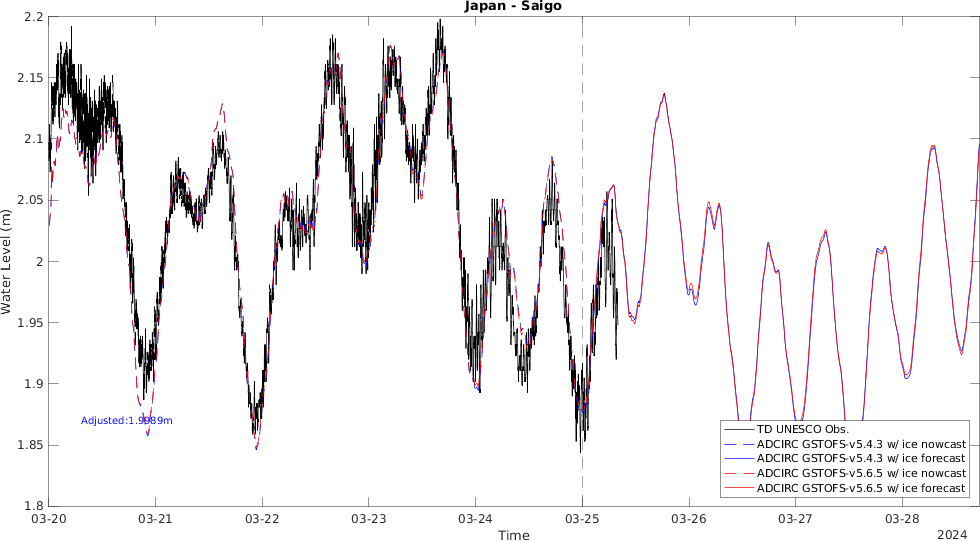 Japan - Saigo
2.2
2.15
2.1
2.05
2
1.95
1.9
1.85
1.8
Water Level (m)
Adjusted:1.9989m
TD UNESCO Obs.
ADCIRC GSTOFS-v5.4.3 w/ ice nowcast
ADCIRC GSTOFS-v5.4.3 w/ ice forecast
ADCIRC GSTOFS-v5.6.5 w/ ice nowcast
ADCIRC GSTOFS-v5.6.5 w/ ice forecast
03-20 03-21 03-22 03-23 03-24 03-25 03-26 03-27 03-28
Time
2024